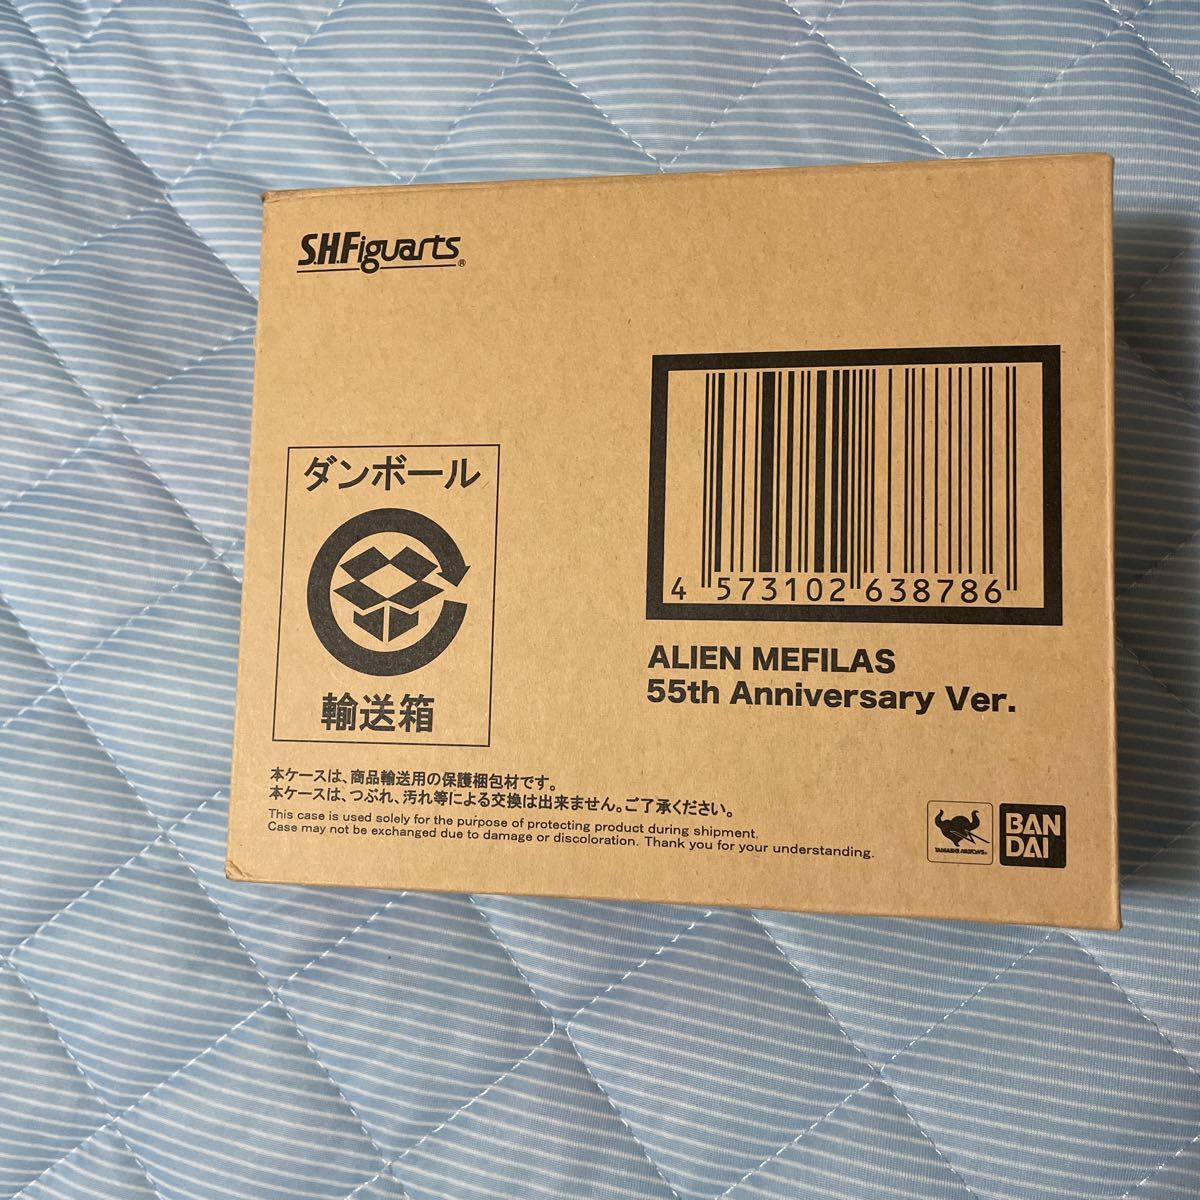 S.H.Figuarts®
ダンボール
輸送箱
4 573102 638786
ALIEN MEFILAS
55th Anniversary Ver.
本ケースは、商品輸送用の保護梱包材です。
本ケースは、つぶれ、汚れ等による交換は出来ません。ご了承ください。
This case is used solely for the purpose of protecting product during shipment.
Case may not be exchanged due to damage or discoloration. Thank you for your understanding.
TAMASHII NATIONS®
BAN
DAI